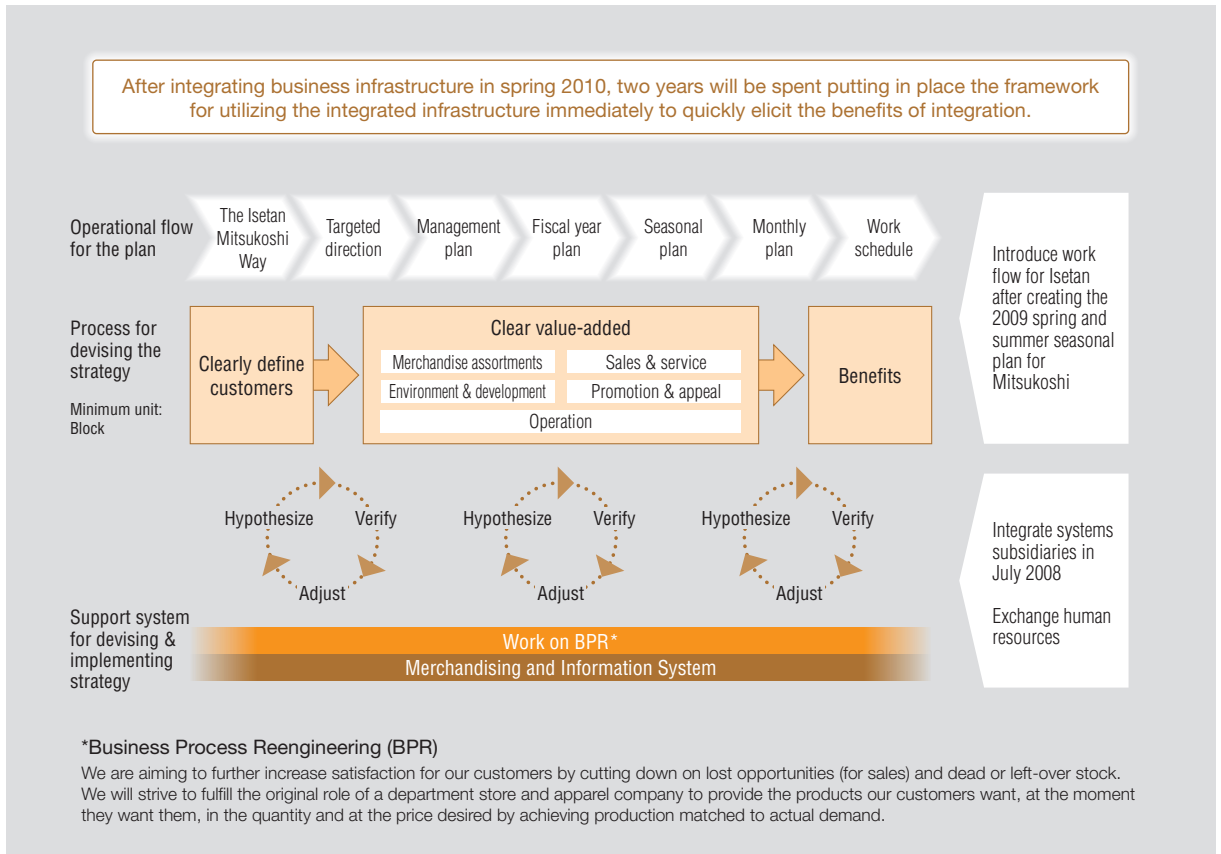 After integrating business infrastructure in spring 2010, two years will be spent putting in place the framework
for utilizing the integrated infrastructure immediately to quickly elicit the benefits of integration.
Operational flow
for the plan
The Isetan
Mitsukoshi
Way
Targeted
direction
Management
plan
Fiscal year
plan
Seasonal
plan
Monthly
plan
Work
schedule
Introduce work
flow for Isetan
after creating the
2009 spring and
summer seasonal
plan for
Mitsukoshi
Process for
devising the
strategy
Minimum unit:
Block
Clearly define
customers
Clear value-added
Merchandise assortments
Sales & service
Environment & development
Promotion & appeal
Operation
Benefits
Hypothesize
Verify
Adjust
Hypothesize
Verify
Adjust
Hypothesize
Verify
Adjust
Integrate systems
subsidiaries in
July 2008
Exchange human
resources
Support system
for devising &
implementing
strategy
Work on BPR*
Merchandising and Information System
*Business Process Reengineering (BPR)
We are aiming to further increase satisfaction for our customers by cutting down on lost opportunities (for sales) and dead or left-over stock.
We will strive to fulfill the original role of a department store and apparel company to provide the products our customers want, at the moment
they want them, in the quantity and at the price desired by achieving production matched to actual demand.